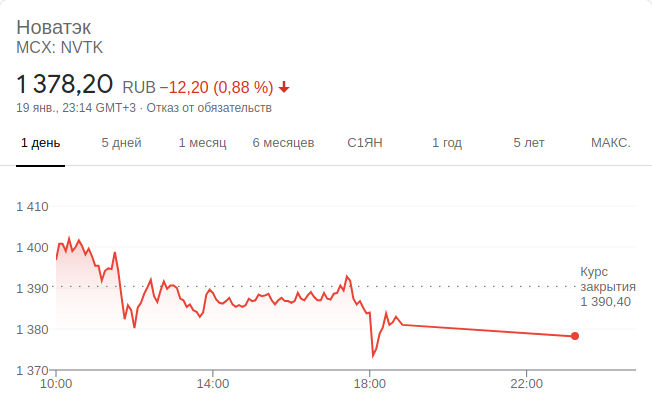 Новатэк
MCX: NVTK
1 378,20 RUB −12,20 (0,88 %)
19 янв., 23:14 GMT+3 · Отказ от обязательств
1 день 5 дней 1 месяц 6 месяцев С1ЯН 1 год 5 лет МАКС.
1 410
1 400
1 390
1 380
1 370
Курс
закрытия
1 390,40
10:00 14:00 18:00 22:00